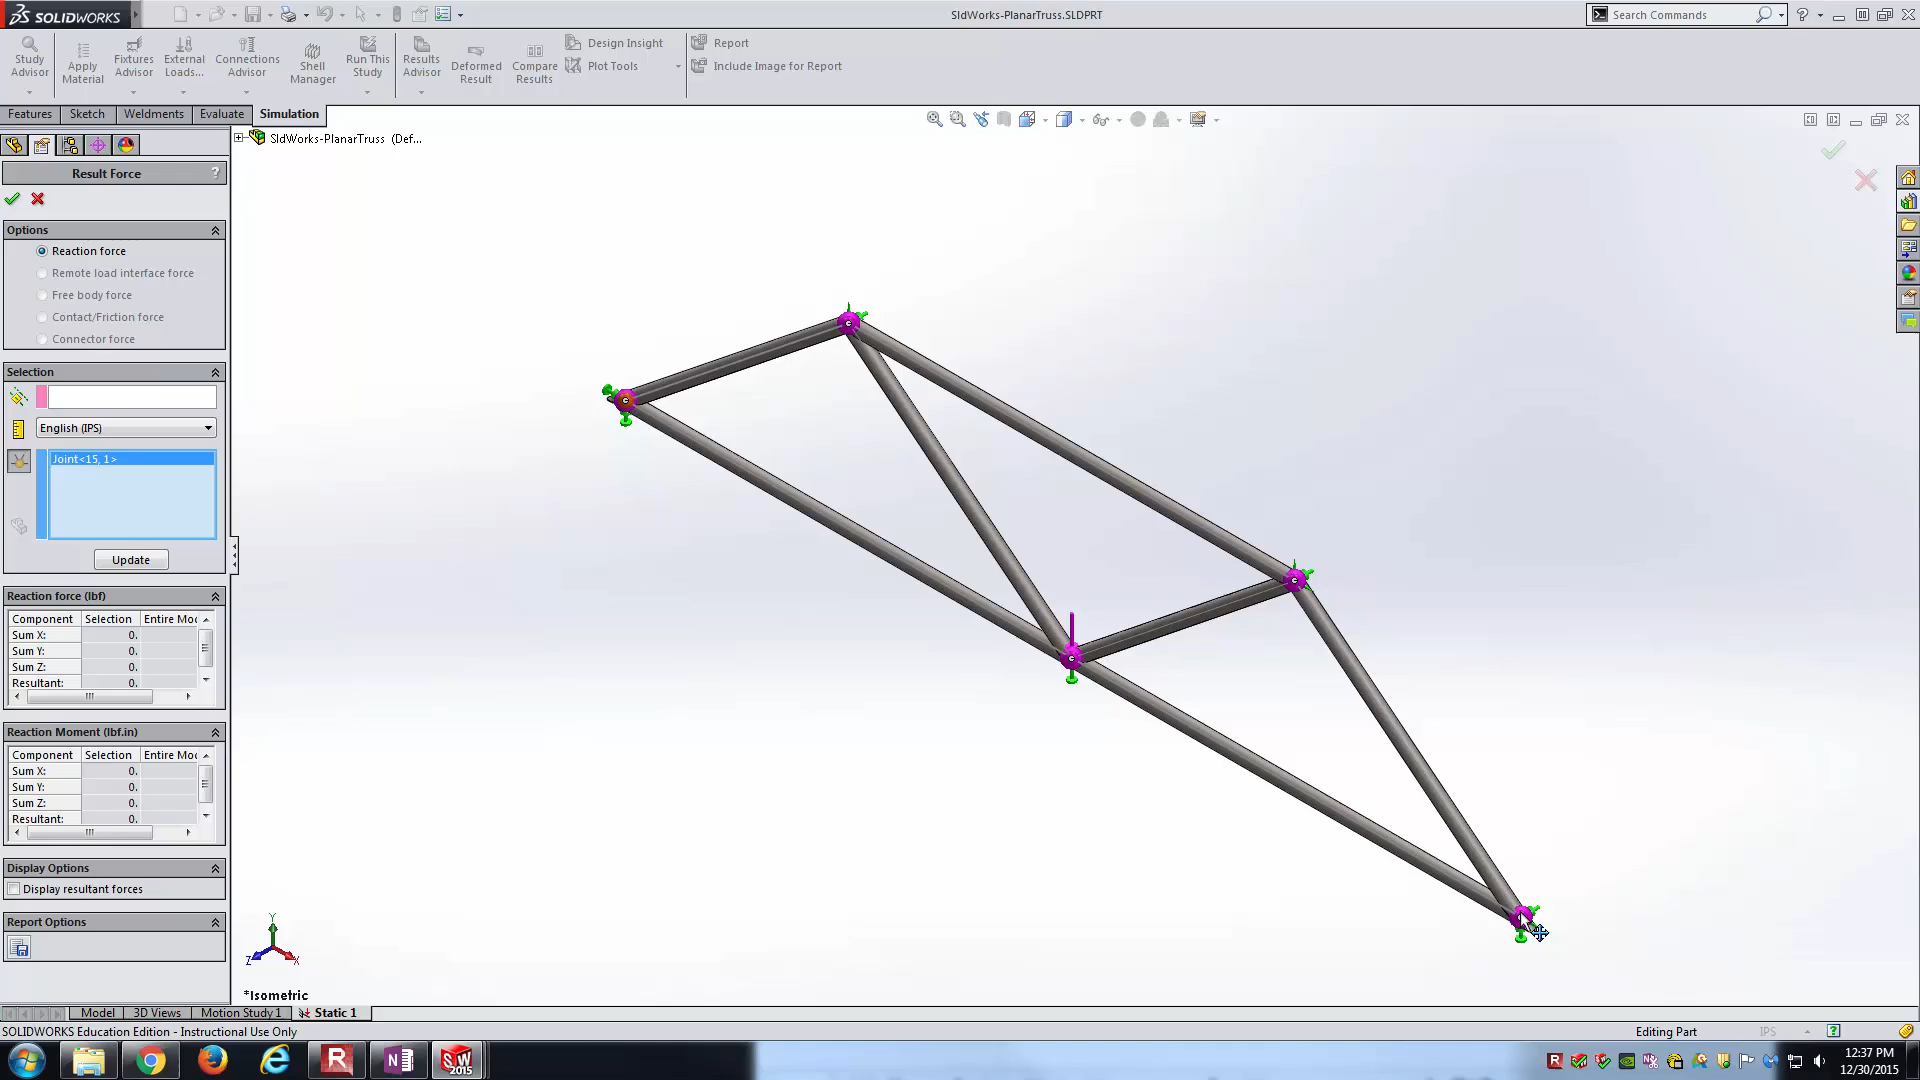 SOLIDWORKS
SldWorks-PlanarTruss.SLDPRT
Search Commands
Study Advisor
Apply Material
Fixtures Advisor
External Loads...
Connections Advisor
Shell Manager
Run This Study
Results Advisor
Deformed Result
Compare Results
Design Insight
Plot Tools
Report
Include Image for Report
Features Sketch Weldments Evaluate Simulation
SldWorks-PlanarTruss (Def...
Result Force ?
Options
Reaction force
Remote load interface force
Free body force
Contact/Friction force
Connector force
Selection
English (IPS)
Joint<15, 1>
Update
Reaction force (lbf)
Component Selection Entire Moc
Sum X: 0.
Sum Y: 0.
Sum Z: 0.
Resultant: 0.
Reaction Moment (lbf.in)
Component Selection Entire Moc
Sum X: 0.
Sum Y: 0.
Sum Z: 0.
Resultant: 0.
Display Options
Display resultant forces
Report Options
Y
Z
X
*Isometric
Model 3D Views Motion Study 1 Static 1
SOLIDWORKS Education Edition - Instructional Use Only
Editing Part
IPS
12:37 PM
12/30/2015